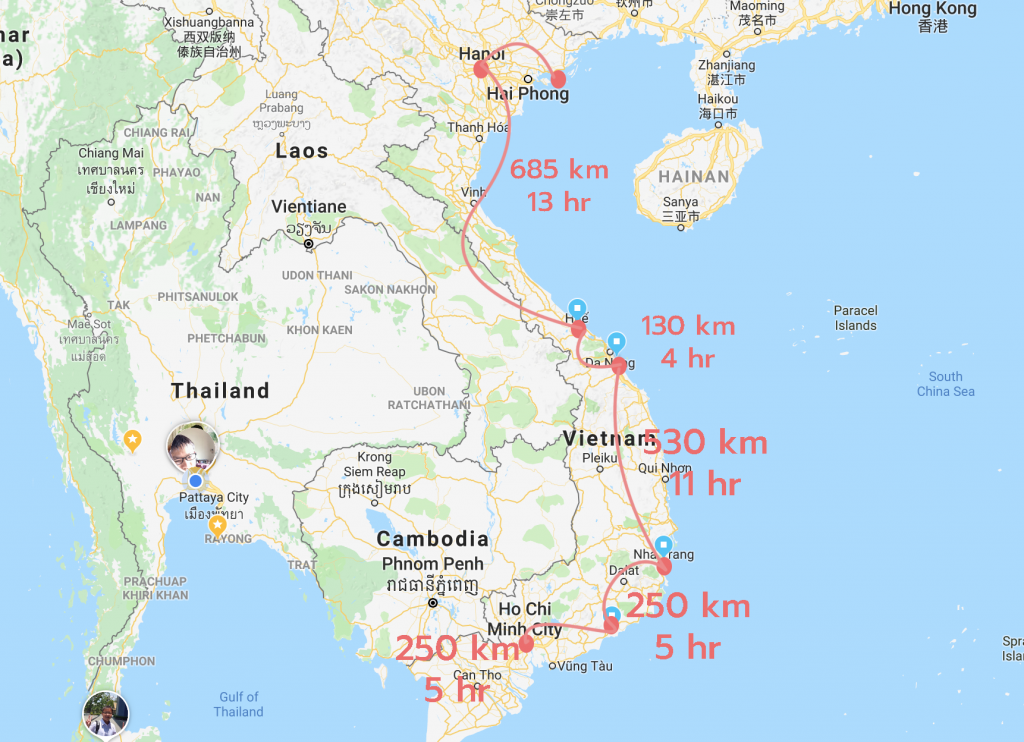 Chongzuo
崇左市
钦州市
Maoming
茂名市
Hong Kong
香港
Xishuangbanna
西双版纳
傣族自治州
nar
a)
Hanoi
Hai Phong
Zhanjiang
湛江市
Haikou
海口市
Luang
Prabang
ຫຼວງພະບາງ
Thanh Hóa
CHIANG RAI
Chiang Mai
เทศบาลนคร
เชียงใหม่
PHAYAO
NAN
LAMPANG
Laos
Vientiane
ວຽງຈັນ
685 km
13 hr
Vinh
HAINAN
Sanya
三亚市
UDON THANI
SAKON NAKHON
TAK
PHITSANULOK
Mae Sot
เทศบาลนคร
แม่สอด
KHON KAEN
PHETCHABUN
Huế
130 km
4 hr
Da Nang
Paracel
Islands
South
China Sea
Thailand
UBON
RATCHATHANI
Vietnam
530 km
11 hr
Pleiku
Qui Nhơn
Krong
Siem Reap
ក្រុងសៀមរាប
Pattaya City
เมืองพัทยา
RAYONG
TRAT
Cambodia
Phnom Penh
រាជធានីភ្នំពេញ
Nha Trang
Dalat
PRACHUAP
KHIRI KHAN
Ho Chi
Minh City
250 km
5 hr
250 km
5 hr
Vũng Tàu
Can Tho
CHUMPHON
Gulf of
Thailand